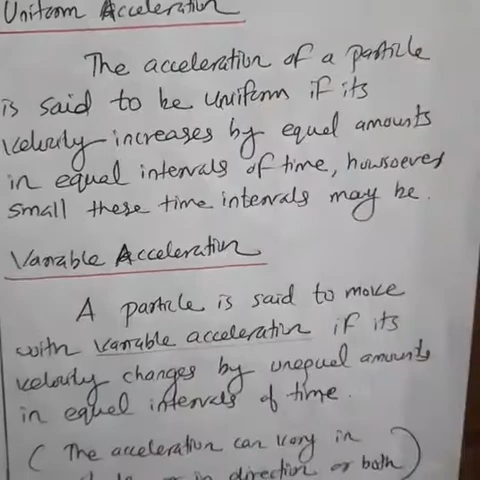 Uniform Acceleration
The acceleration of a particle
is said to be uniform if its
velocity increases by equal amounts
in equal intervals of time, howsoever
small these time intervals may be.
Variable Acceleration
A particle is said to move
with variable acceleration if its
velocity changes by unequal amounts
in equal intervals of time.
( The acceleration can vary in
in direction or both )